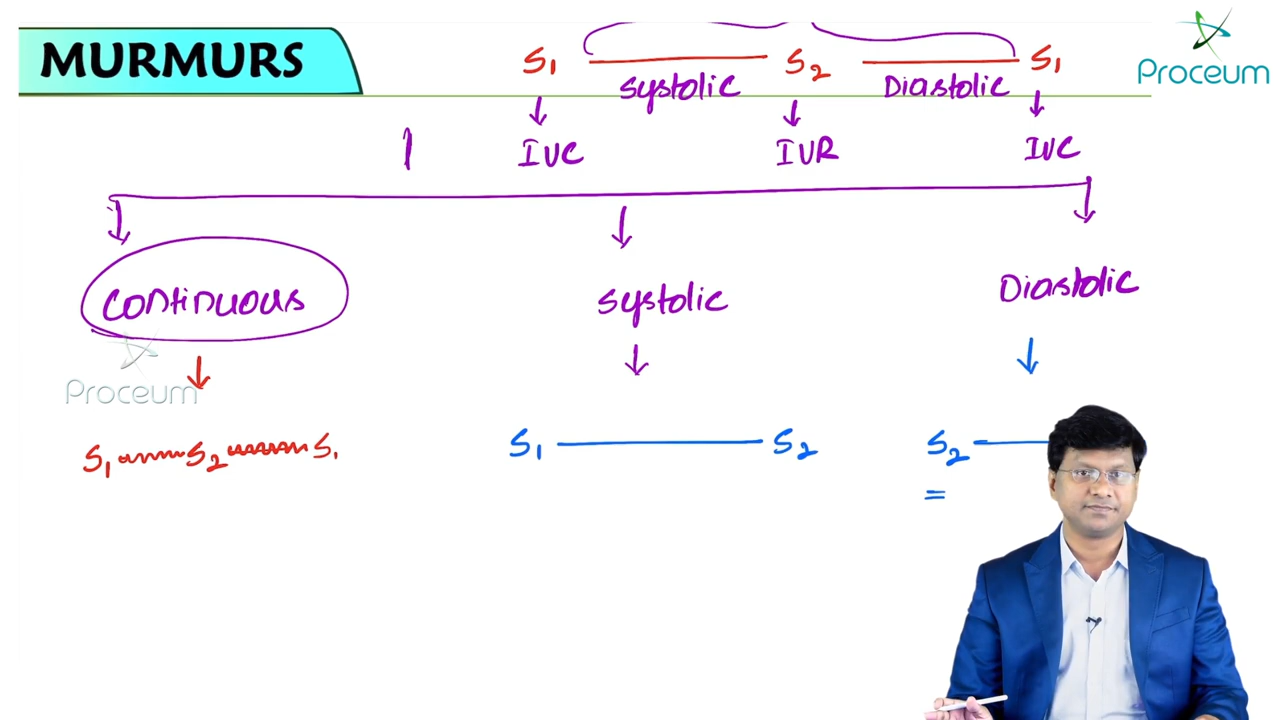 MURMURS
S1 S2 S1
Proceum
Systolic Diastolic
IVC IVR IVC
Continuous Systolic Diastolic
Proceum
S1 S2 S1 S1 S2 S2
=